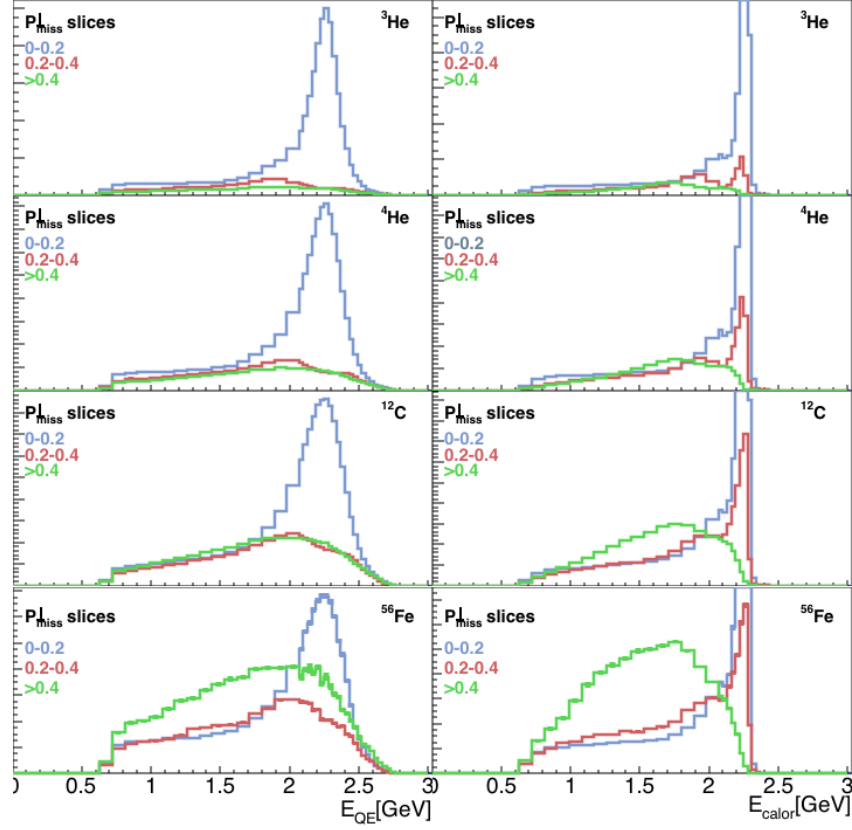 P⊥miss slices ³He P⊥miss slices ³He
0-0.2 0-0.2
0.2-0.4 0.2-0.4
>0.4 >0.4
P⊥miss slices ⁴He P⊥miss slices ⁴He
0-0.2 0-0.2
0.2-0.4 0.2-0.4
>0.4 >0.4
P⊥miss slices ¹²C P⊥miss slices ¹²C
0-0.2 0-0.2
0.2-0.4 0.2-0.4
>0.4 >0.4
P⊥miss slices ⁵⁶Fe P⊥miss slices ⁵⁶Fe
0-0.2 0-0.2
0.2-0.4 0.2-0.4
>0.4 >0.4
0 0.5 1 1.5 2 2.5 3 0.5 1 1.5 2 2.5 3
E_QE[GeV] E_calor[GeV]